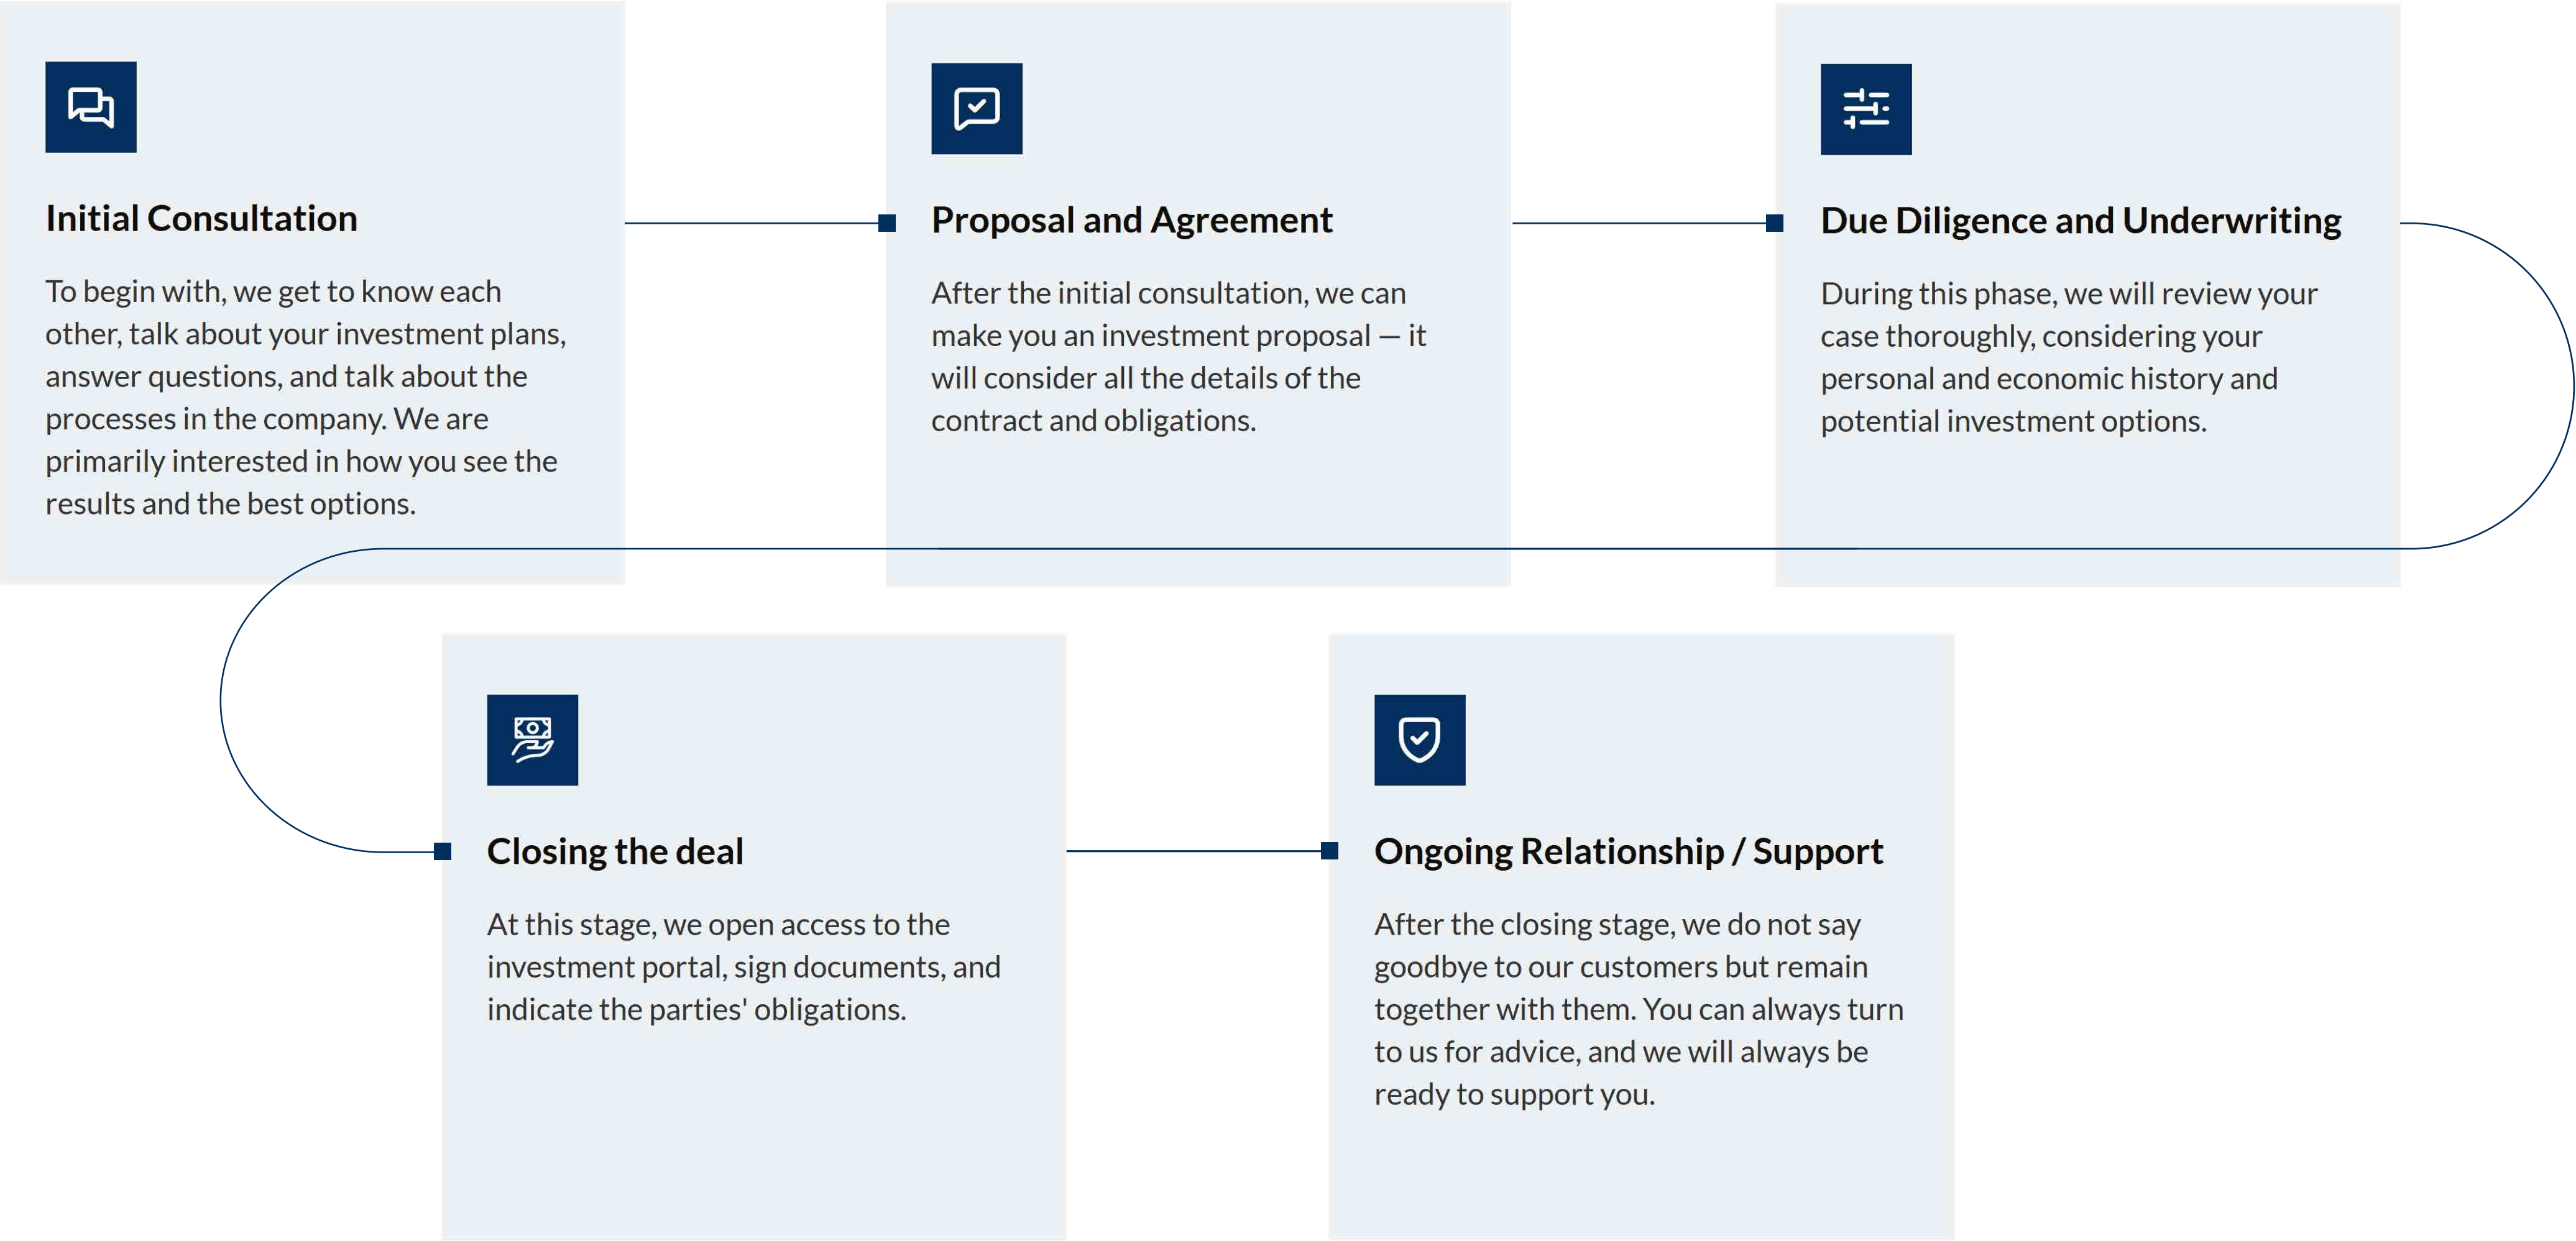 Initial Consultation
To begin with, we get to know each
other, talk about your investment plans,
answer questions, and talk about the
processes in the company. We are
primarily interested in how you see the
results and the best options.
Proposal and Agreement
After the initial consultation, we can
make you an investment proposal — it
will consider all the details of the
contract and obligations.
Due Diligence and Underwriting
During this phase, we will review your
case thoroughly, considering your
personal and economic history and
potential investment options.
Closing the deal
At this stage, we open access to the
investment portal, sign documents, and
indicate the parties' obligations.
Ongoing Relationship / Support
After the closing stage, we do not say
goodbye to our customers but remain
together with them. You can always turn
to us for advice, and we will always be
ready to support you.